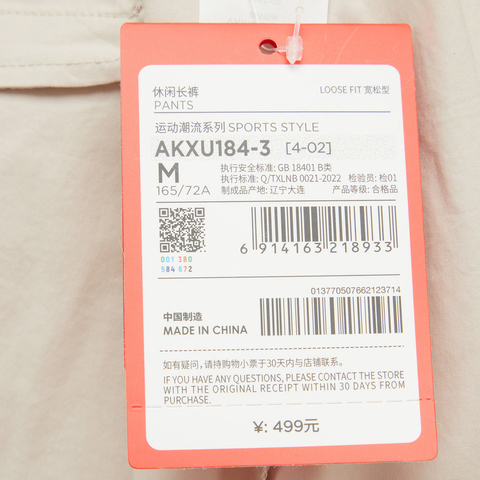 休闲长裤
PANTS
LOOSE FIT 宽松型
运动潮流系列 SPORTS STYLE
AKXU184-3 [4-02]
M
165/72A
执行安全标准: GB 18401 B类
执行标准: Q/TXLNB 0021-2022 检验员: 检01
制成品产地: 辽宁大连 产品等级: 合格品
001 380
584 672
6 914163 218933
013770507662123714
中国制造
MADE IN CHINA
如有疑问，请持购物小票于30天内与店铺联系。
IF YOU HAVE ANY QUESTIONS, PLEASE CONTACT THE STORE
WITH THE ORIGINAL RECEIPT WITHIN 30 DAYS FROM
PURCHASE.
¥: 499元